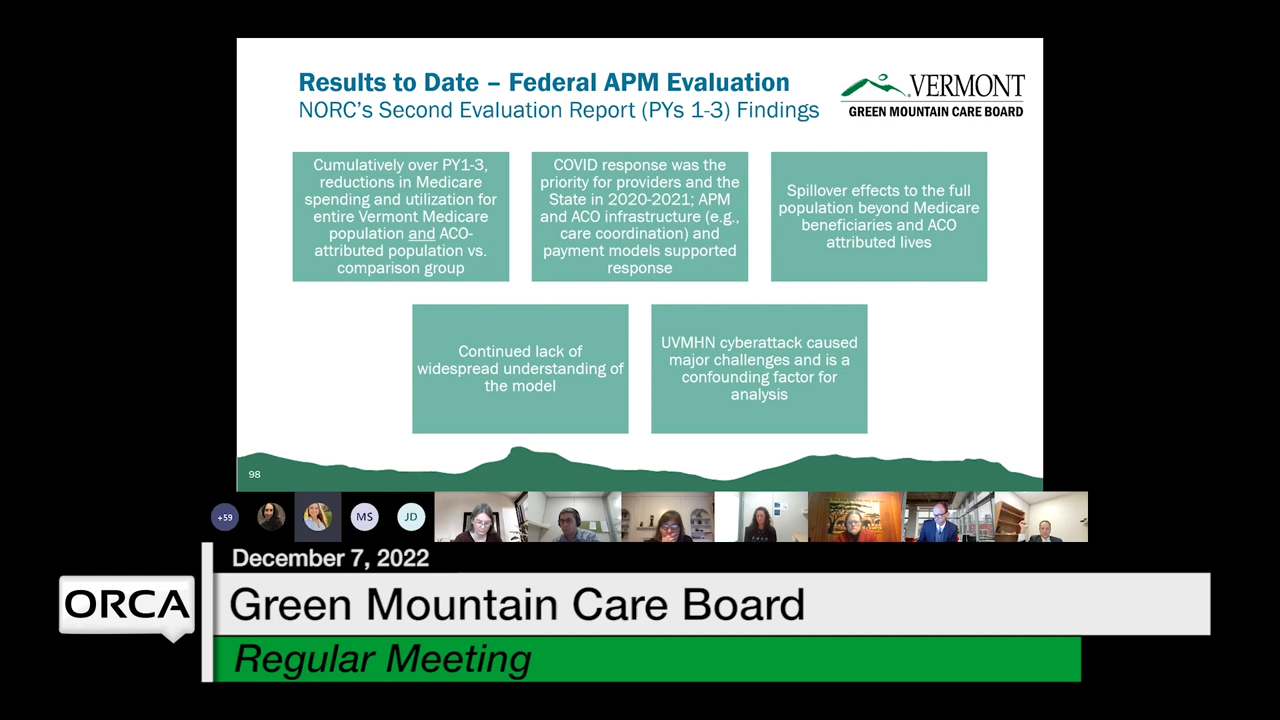 Results to Date – Federal APM Evaluation
NORC's Second Evaluation Report (PYs 1-3) Findings
VERMONT
GREEN MOUNTAIN CARE BOARD
Cumulatively over PY1-3,
reductions in Medicare
spending and utilization for
entire Vermont Medicare
population and ACO-
attributed population vs.
comparison group
COVID response was the
priority for providers and the
State in 2020-2021; APM
and ACO infrastructure (e.g.,
care coordination) and
payment models supported
response
Spillover effects to the full
population beyond Medicare
beneficiaries and ACO
attributed lives
Continued lack of
widespread understanding of
the model
UVMHN cyberattack caused
major challenges and is a
confounding factor for
analysis
98
+59
MS
JD
December 7, 2022
ORCA
Green Mountain Care Board
Regular Meeting